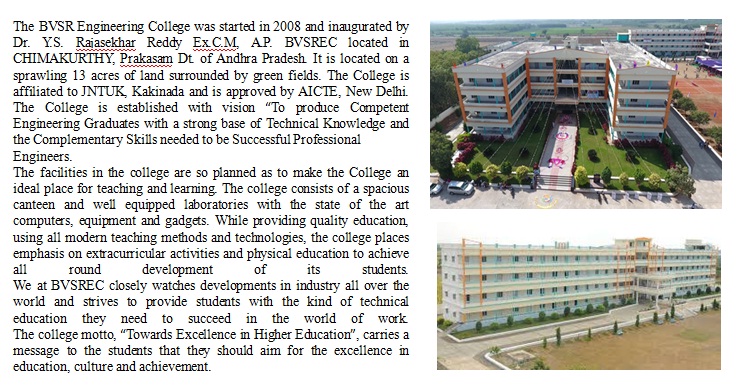 The BVSR Engineering College was started in 2008 and inaugurated by
Dr. Y.S. Rajasekhar Reddy Ex.C.M, A.P. BVSREC located in
CHIMAKURTHY, Prakasam Dt. of Andhra Pradesh. It is located on a
sprawling 13 acres of land surrounded by green fields. The College is
affiliated to JNTUK, Kakinada and is approved by AICTE, New Delhi.
The College is established with vision “To produce Competent
Engineering Graduates with a strong base of Technical Knowledge and
the Complementary Skills needed to be Successful Professional
Engineers.
The facilities in the college are so planned as to make the College an
ideal place for teaching and learning. The college consists of a spacious
canteen and well equipped laboratories with the state of the art
computers, equipment and gadgets. While providing quality education,
using all modern teaching methods and technologies, the college places
emphasis on extracurricular activities and physical education to achieve
all round development of its students.
We at BVSREC closely watches developments in industry all over the
world and strives to provide students with the kind of technical
education they need to succeed in the world of work.
The college motto, “Towards Excellence in Higher Education”, carries a
message to the students that they should aim for the excellence in
education, culture and achievement.